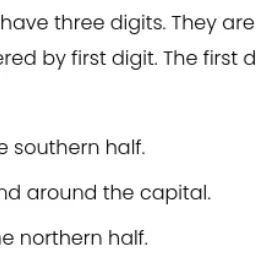 have three digits. They are
ered by first digit. The first d
e southern half.
nd around the capital.
he northern half.